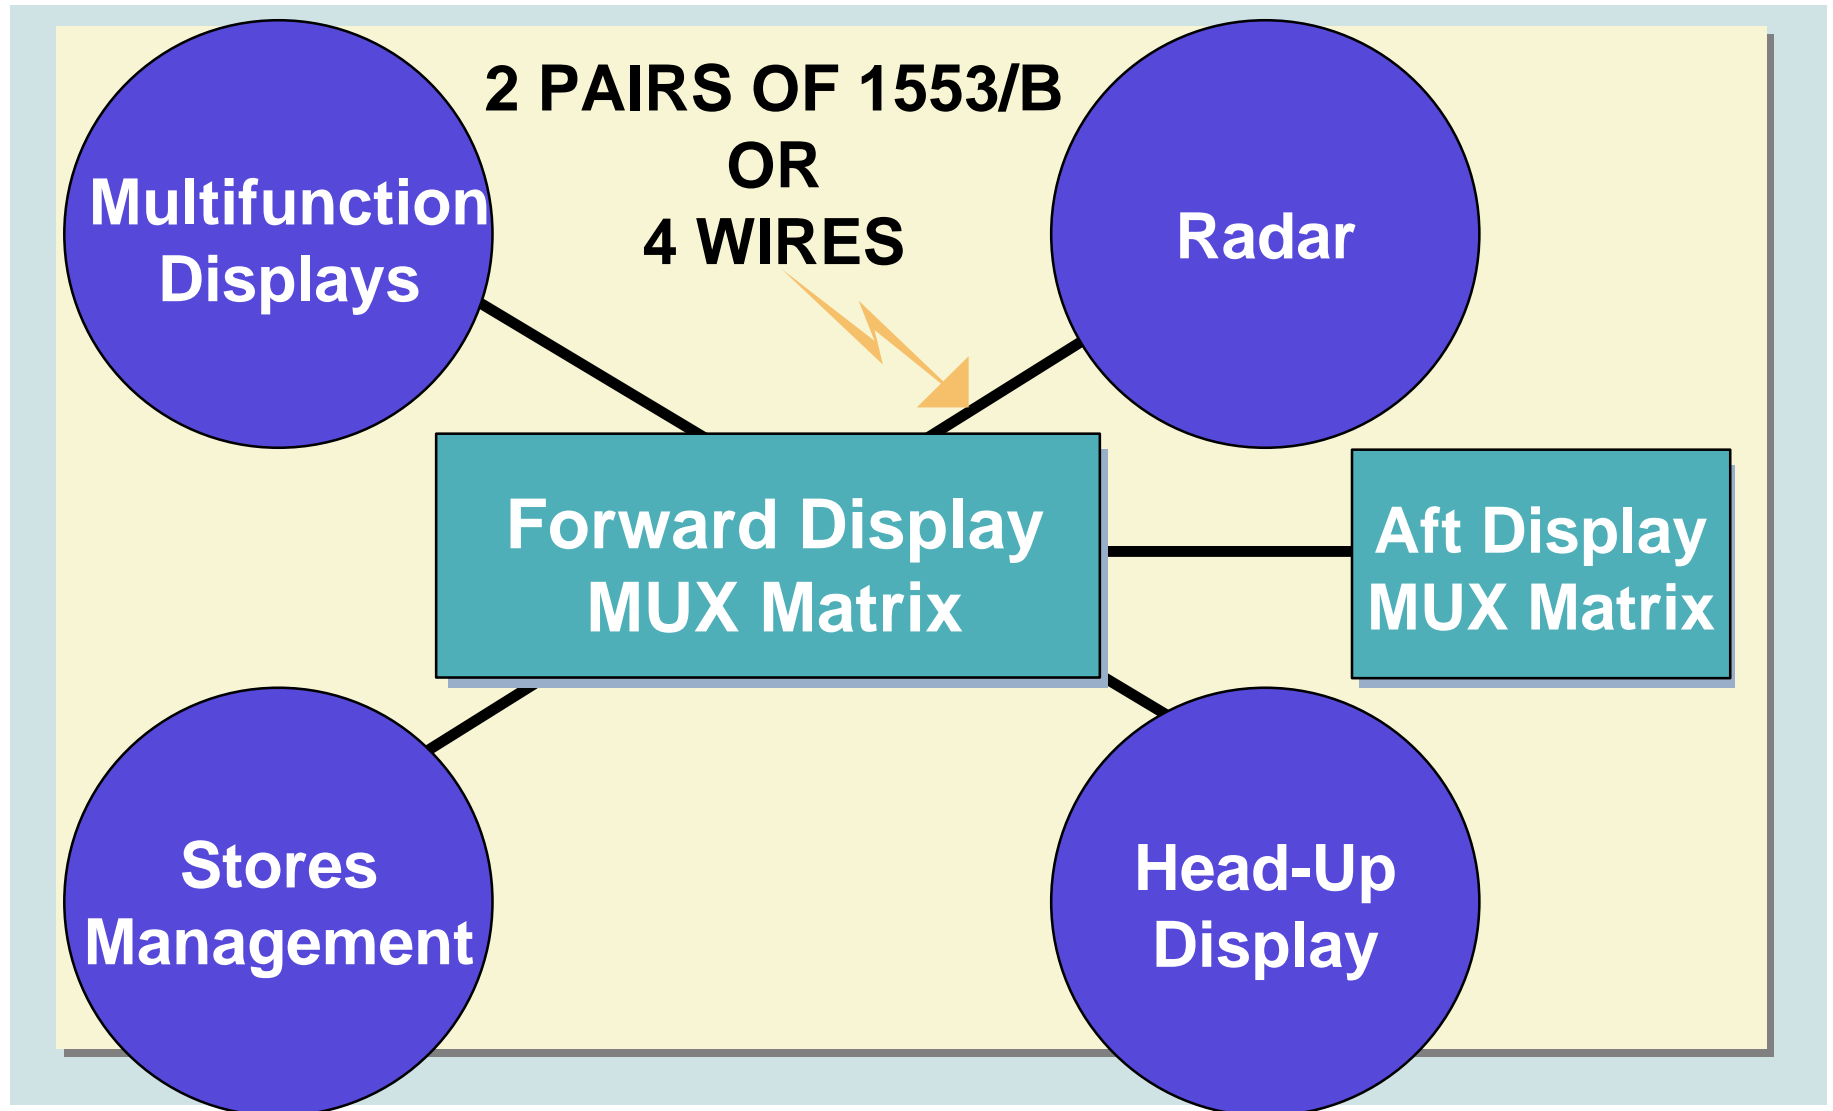 2 PAIRS OF 1553/B
OR
4 WIRES
Multifunction
Displays
Radar
Forward Display
MUX Matrix
Aft Display
MUX Matrix
Stores
Management
Head-Up
Display